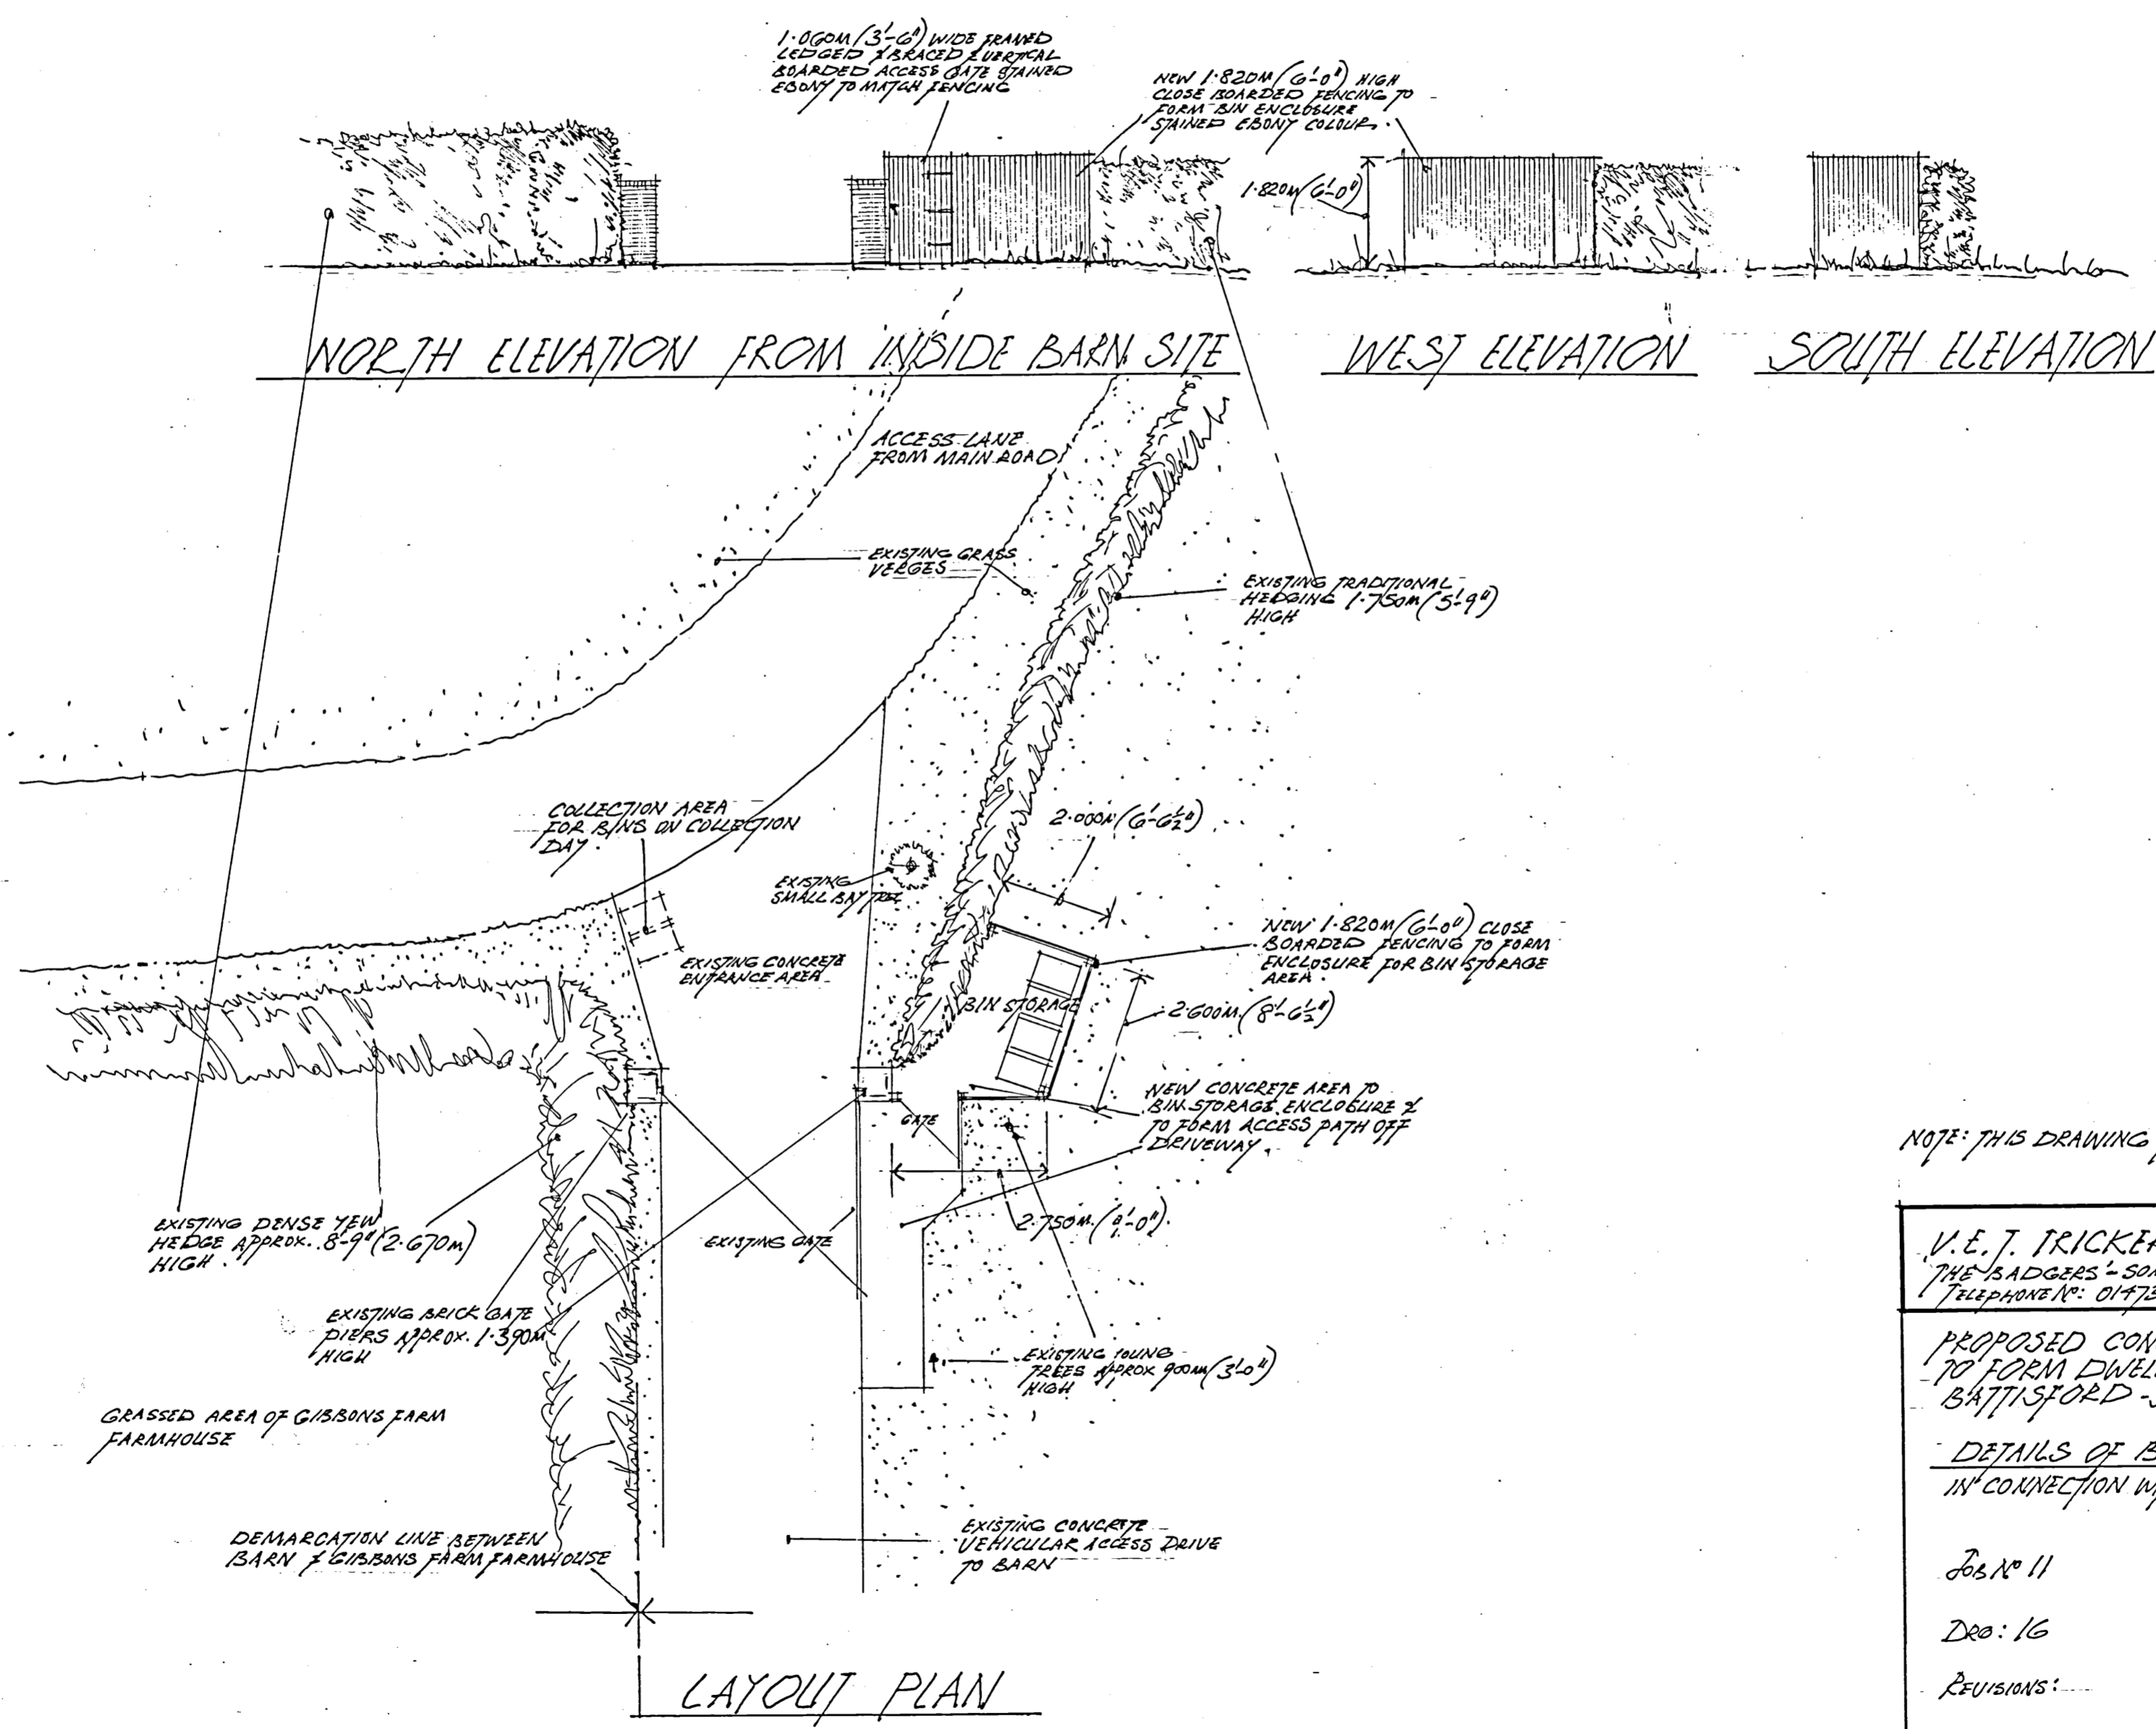 1.060M (3'-6") WIDE FRAMED
LEDGED & BRACED & VERTICAL
BOARDED ACCESS GATE STAINED
EBONY TO MATCH FENCING
NEW 1.820M (6'-0") HIGH
CLOSE BOARDED FENCING TO
FORM BIN ENCLOSURE
STAINED EBONY COLOUR.
1.820M (6'-0")
NORTH ELEVATION FROM INSIDE BARN SITE
WEST ELEVATION
SOUTH ELEVATION
ACCESS LANE
FROM MAIN ROAD
EXISTING GRASS
VERGES
EXISTING TRADITIONAL
HEDGING 1.750M (5'-9")
HIGH
COLLECTION AREA
FOR BINS ON COLLECTION
DAY.
2.000M (6'-6½")
EXISTING
SMALL BAY TREE
EXISTING CONCRETE
ENTRANCE AREA
NEW 1.820M (6'-0") CLOSE
BOARDED FENCING TO FORM
ENCLOSURE FOR BIN STORAGE
AREA.
BIN STORAGE
2.600M. (8'-6½")
NEW CONCRETE AREA TO
BIN STORAGE ENCLOSURE &
TO FORM ACCESS PATH OFF
DRIVEWAY.
GATE
2.750M. (9'-0").
EXISTING DENSE YEW
HEDGE APPROX. 8'-9" (2.670M)
HIGH.
EXISTING GATE
EXISTING BRICK GATE
PIERS APPROX. 1.390M
HIGH
EXISTING YOUNG
TREES APPROX 900MM (3'-0")
HIGH
GRASSED AREA OF GIBBONS FARM
FARMHOUSE
DEMARCATION LINE BETWEEN
BARN & GIBBONS FARM FARMHOUSE
EXISTING CONCRETE
VEHICULAR ACCESS DRIVE
TO BARN
LAYOUT PLAN
NOTE: THIS DRAWING
V.E.T. TRICKE
THE BADGERS'-SO
TELEPHONE Nº: 01473
PROPOSED CON
TO FORM DWEL
BATTISFORD -
DETAILS OF B
IN CONNECTION W
JOB Nº 11
DRG: 16
REVISIONS: